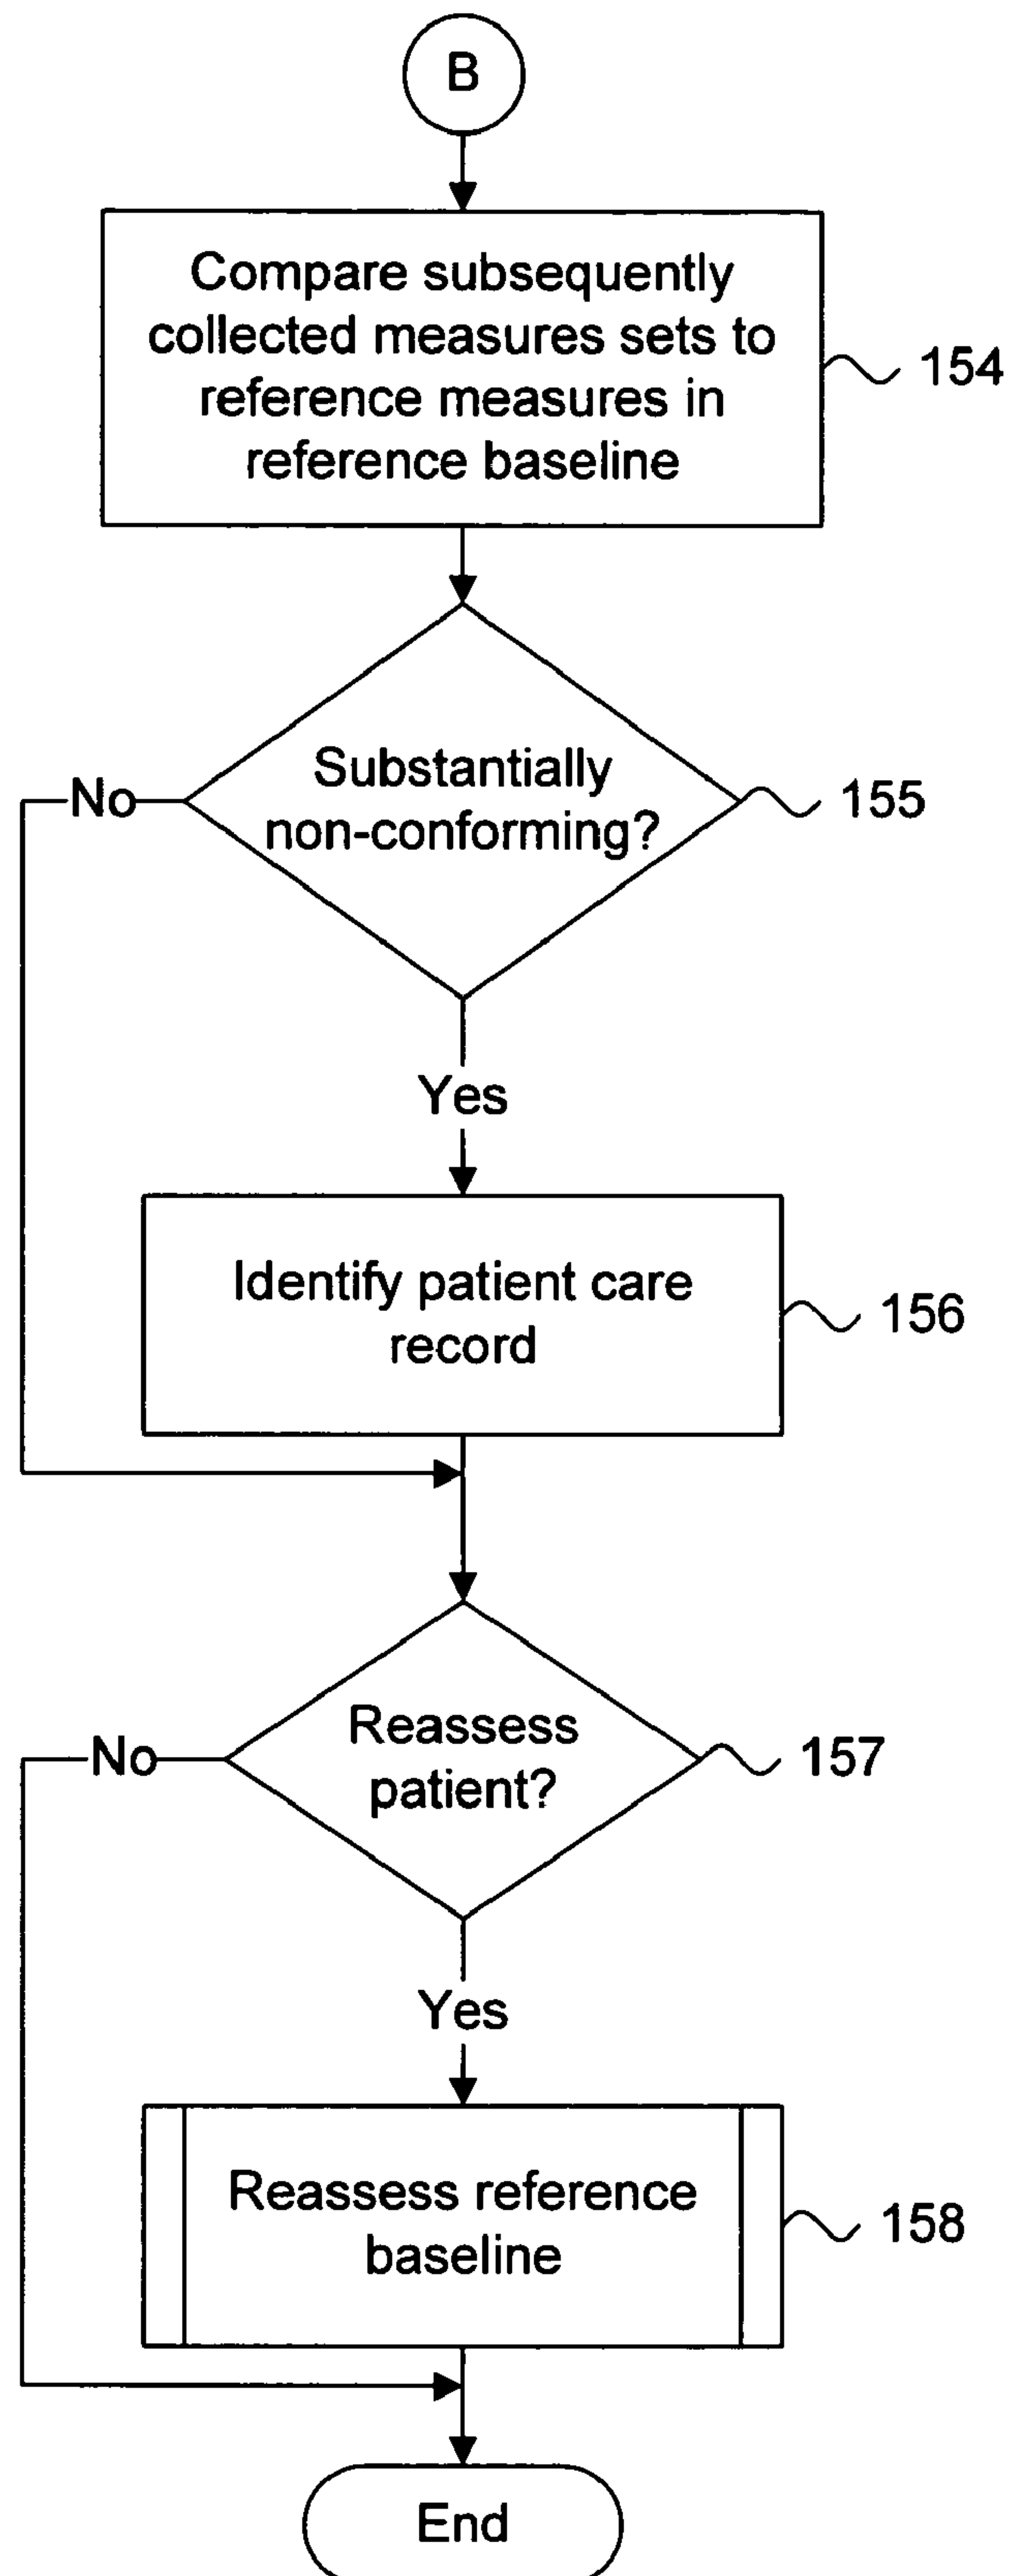 B
Compare subsequently
collected measures sets to
reference measures in
reference baseline
154
Substantially
non-conforming?
155
No
Yes
Identify patient care
record
156
Reassess
patient?
157
No
Yes
Reassess reference
baseline
158
End